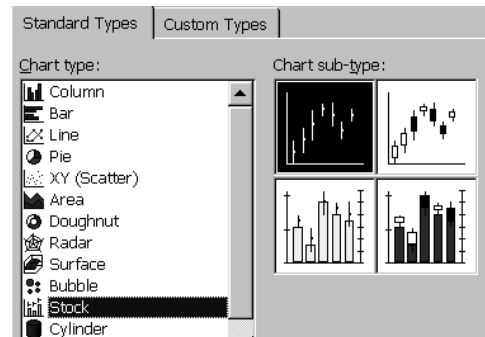 Standard Types Custom Types
Chart type: Chart sub-type:
Column
Bar
Line
Pie
XY (Scatter)
Area
Doughnut
Radar
Surface
Bubble
Stock
Cylinder